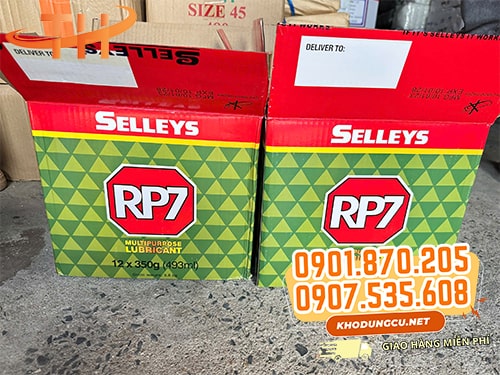 SIZE 45
DELIVER TO:
DELIVER TO:
SELLEYS
SELLEYS
RP7
RP7
MULTIPURPOSE
LUBRICANT
12 x 350g (493ml)
0901.870.205
0907.535.608
KHODUNGCU.NET
GIAO HÀNG MIỄN PHÍ